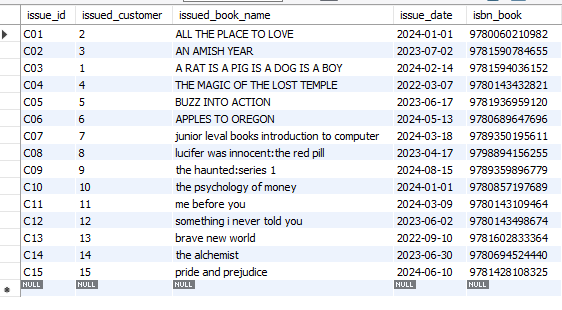 issue_id issued_customer issued_book_name issue_date isbn_book
C01 2 ALL THE PLACE TO LOVE 2024-01-01 9780060210982
C02 3 AN AMISH YEAR 2023-07-02 9781590784655
C03 1 A RAT IS A PIG IS A DOG IS A BOY 2024-02-14 9781594036152
C04 4 THE MAGIC OF THE LOST TEMPLE 2022-03-07 9780143432821
C05 5 BUZZ INTO ACTION 2023-06-17 9781936959120
C06 6 APPLES TO OREGON 2024-05-13 9780689647696
C07 7 junior leval books introduction to computer 2024-03-18 9789350195611
C08 8 lucifer was innocent:the red pill 2023-04-17 9798894156255
C09 9 the haunted:series 1 2024-08-15 9789359896779
C10 10 the psychology of money 2024-01-01 9780857197689
C11 11 me before you 2024-03-09 9780143109464
C12 12 something i never told you 2023-06-02 9780143498674
C13 13 brave new world 2022-09-10 9781602833364
C14 14 the alchemist 2023-06-30 9780694524440
C15 15 pride and prejudice 2024-06-10 9781428108325
NULL NULL NULL NULL NULL